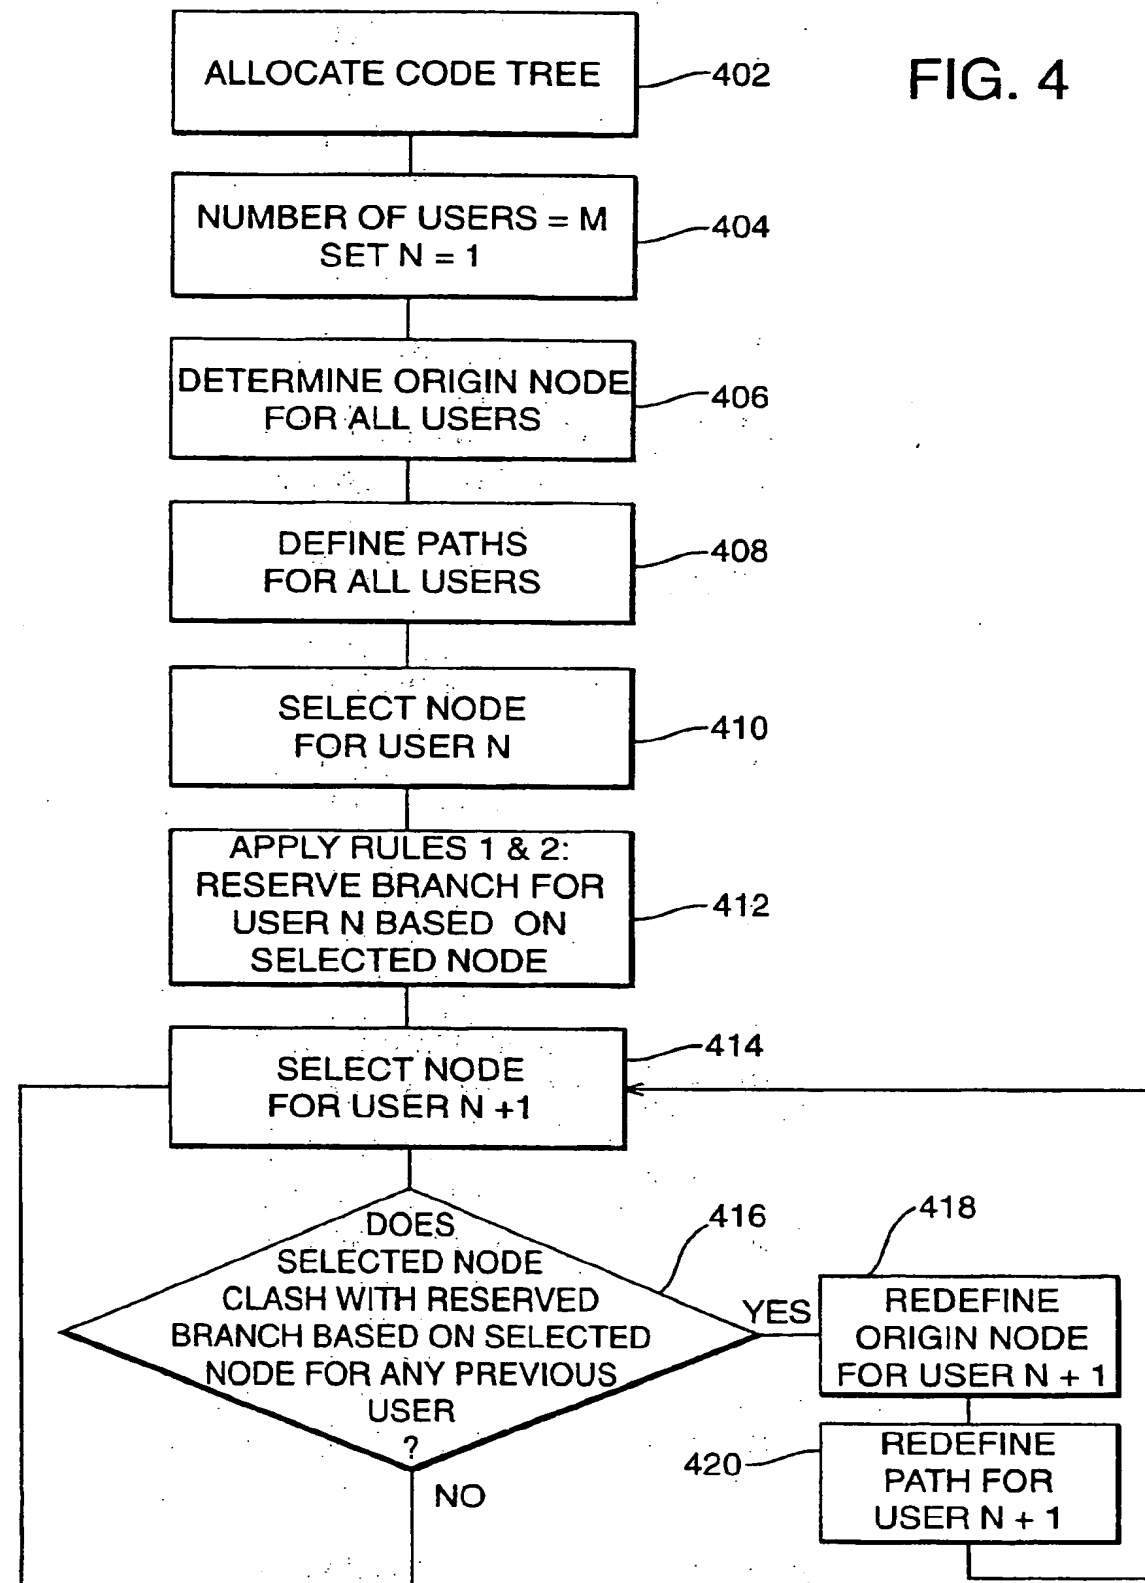 FIG. 4
ALLOCATE CODE TREE
402
NUMBER OF USERS = M
SET N = 1
404
DETERMINE ORIGIN NODE
FOR ALL USERS
406
DEFINE PATHS
FOR ALL USERS
408
SELECT NODE
FOR USER N
410
APPLY RULES 1 & 2:
RESERVE BRANCH FOR
USER N BASED ON
SELECTED NODE
412
SELECT NODE
FOR USER N +1
414
DOES
SELECTED NODE
CLASH WITH RESERVED
BRANCH BASED ON SELECTED
NODE FOR ANY PREVIOUS
USER
?
416
YES
NO
418
REDEFINE
ORIGIN NODE
FOR USER N + 1
420
REDEFINE
PATH FOR
USER N + 1